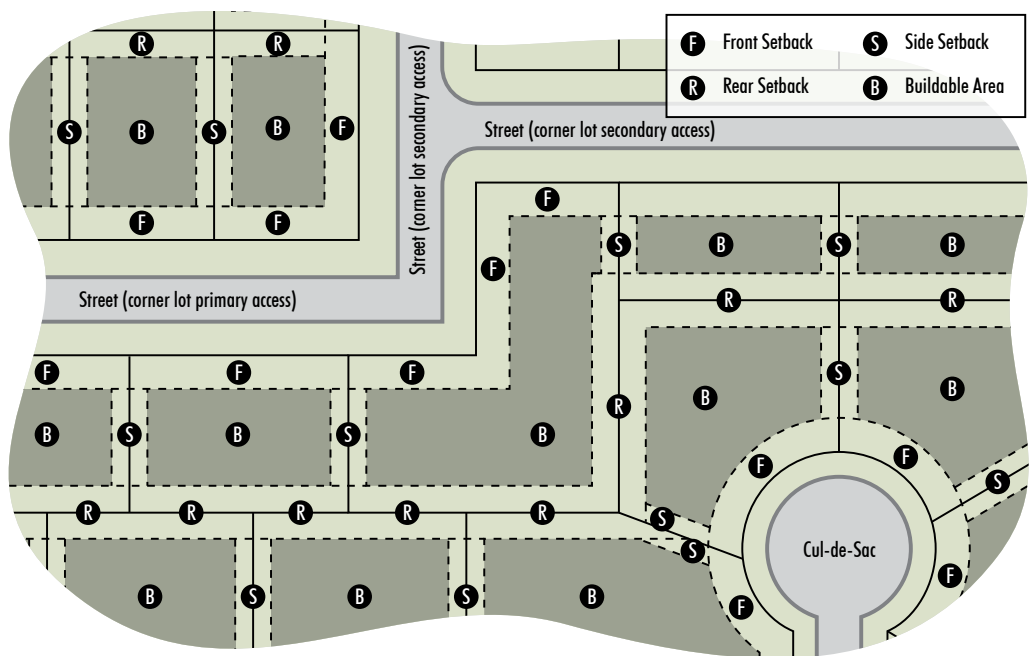 F Front Setback S Side Setback
R Rear Setback B Buildable Area
R R
Street (corner lot secondary access)
Street (corner lot secondary access)
S B S B F
F F
F
S B S B
F
Street (corner lot primary access)
R R
F F F
S
B B
B S B S B
R
F F
S
R R R R R
S
S
Cul-de-Sac
F
B S B S B
F